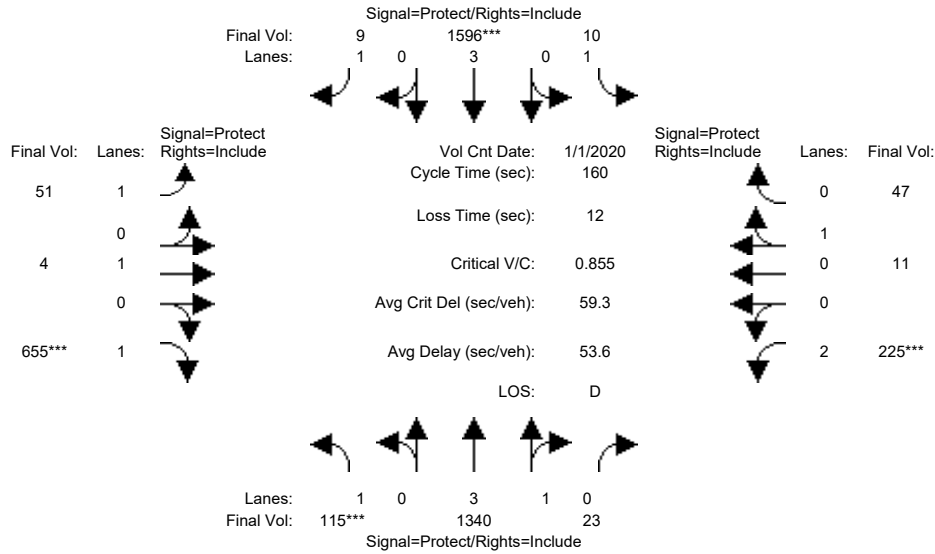 Signal=Protect/Rights=Include
Final Vol: 9 1596*** 10
Lanes: 1 0 3 0 1
Signal=Protect Signal=Protect
Final Vol: Lanes: Rights=Include Vol Cnt Date: 1/1/2020 Rights=Include Lanes: Final Vol:
Cycle Time (sec): 160
51 1 0 47
Loss Time (sec): 12
0 1
4 1 Critical V/C: 0.855 0 11
0 Avg Crit Del (sec/veh): 59.3 0
655*** 1 Avg Delay (sec/veh): 53.6 2 225***
LOS: D
Lanes: 1 0 3 1 0
Final Vol: 115*** 1340 23
Signal=Protect/Rights=Include